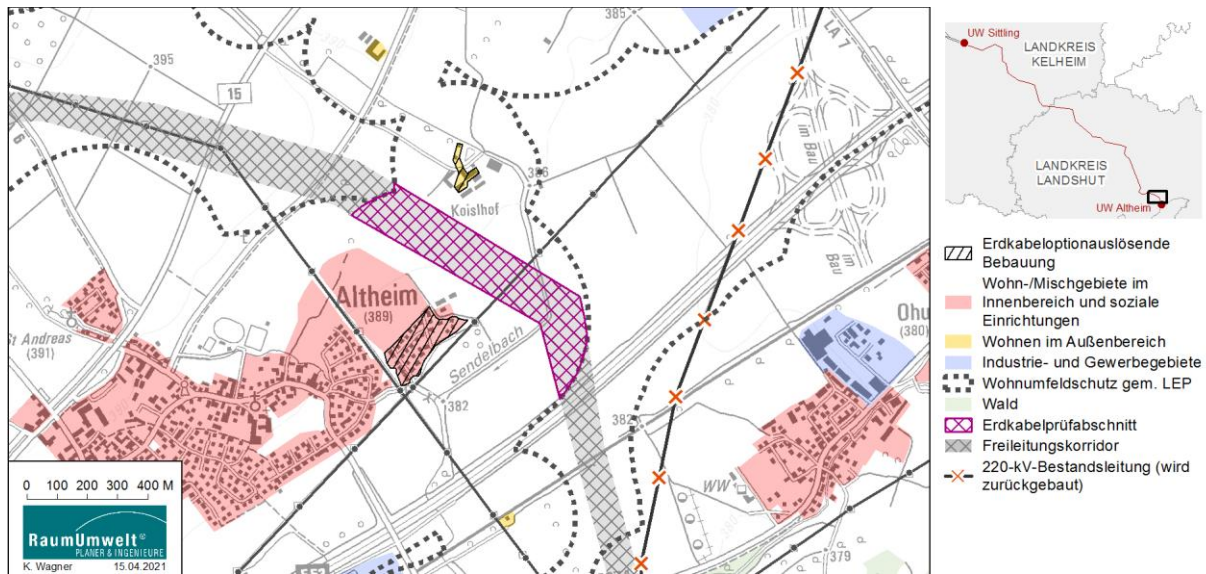 395
385
LA 7
15
6
im Bau
386
Koislhof
Altheim
(389)
im
Bau
Ohu
(380)
St Andreas
(391)
Sendelbach
382
382
WW
379
0 100 200 300 400 M
RaumUmwelt®
PLANER & INGENIEURE
K. Wagner 15.04.2021
UW Sittling
LANDKREIS
KELHEIM
LANDKREIS
LANDSHUT
UW Altheim
Erdkabeloptionauslösende
Bebauung
Wohn-/Mischgebiete im
Innenbereich und soziale
Einrichtungen
Wohnen im Außenbereich
Industrie- und Gewerbegebiete
Wohnumfeldschutz gem. LEP
Wald
Erdkabelprüfabschnitt
Freileitungskorridor
220-kV-Bestandsleitung (wird
zurückgebaut)